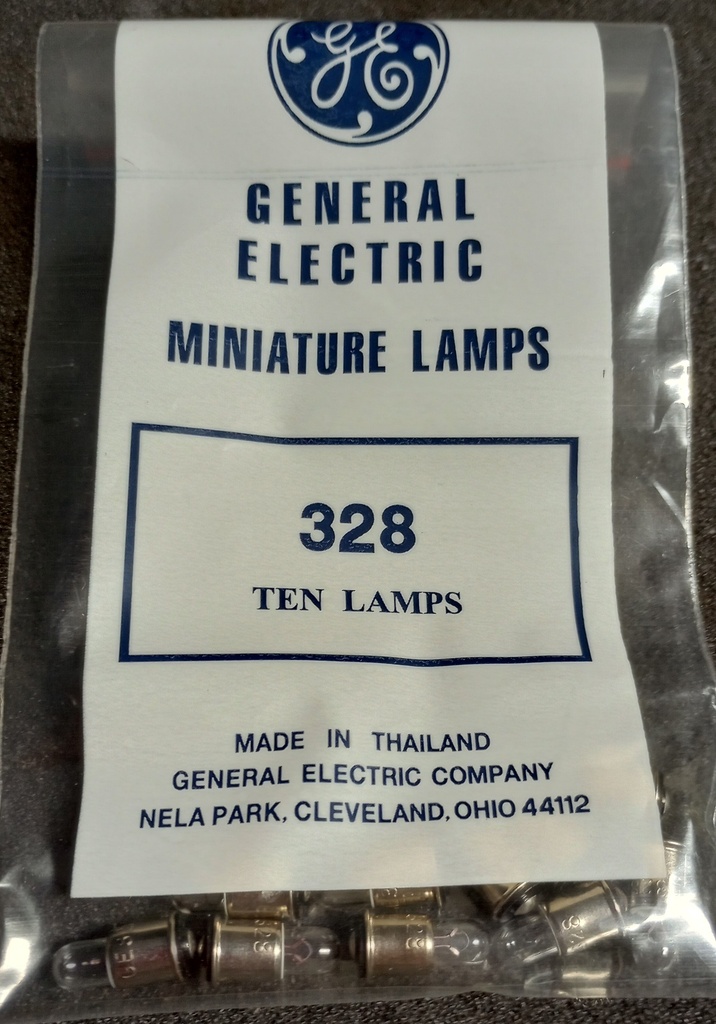 GE
GENERAL
ELECTRIC
MINIATURE LAMPS
328
TEN LAMPS
MADE IN THAILAND
GENERAL ELECTRIC COMPANY
NELA PARK, CLEVELAND, OHIO 44112